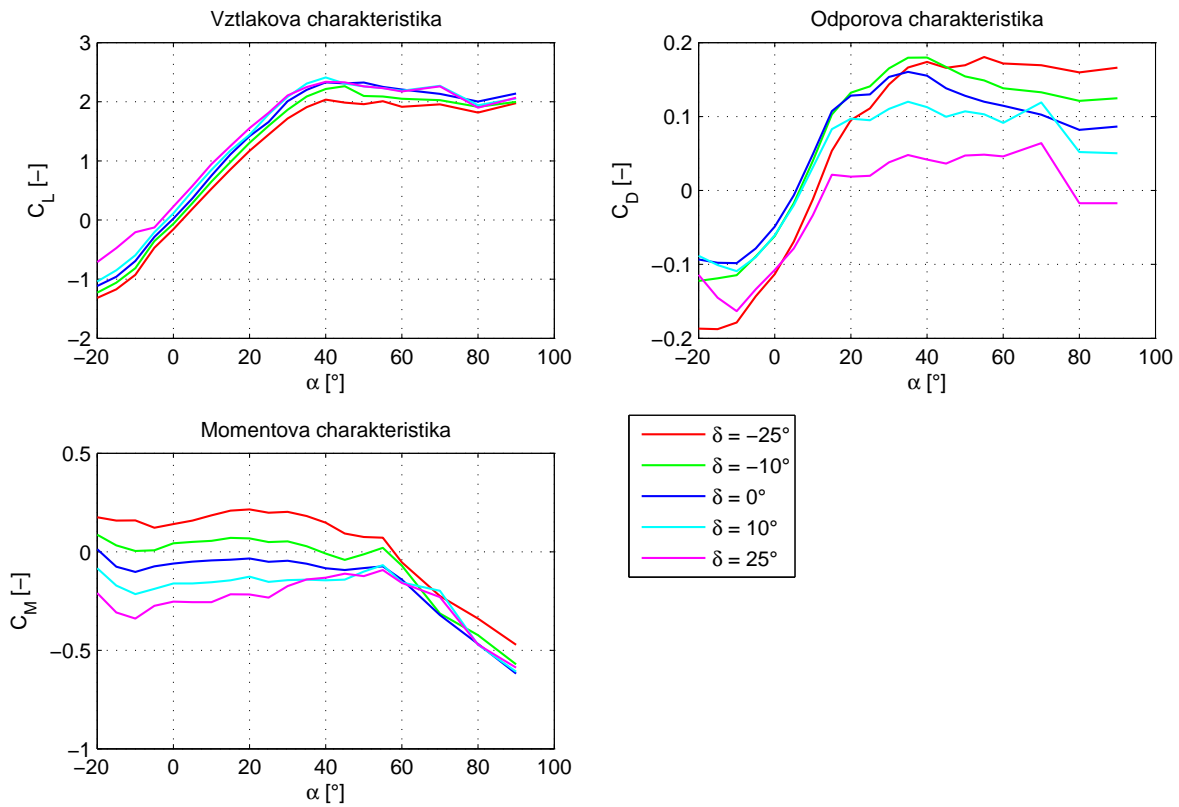 Vztlakova charakteristika
3
2
1
0
−1
−2
C_L [−]
−20
0
20
40
60
80
100
α [°]
Odporova charakteristika
0.2
0.1
0
−0.1
−0.2
C_D [−]
−20
0
20
40
60
80
100
α [°]
Momentova charakteristika
0.5
0
−0.5
−1
C_M [−]
−20
0
20
40
60
80
100
α [°]
δ = −25°
δ = −10°
δ = 0°
δ = 10°
δ = 25°